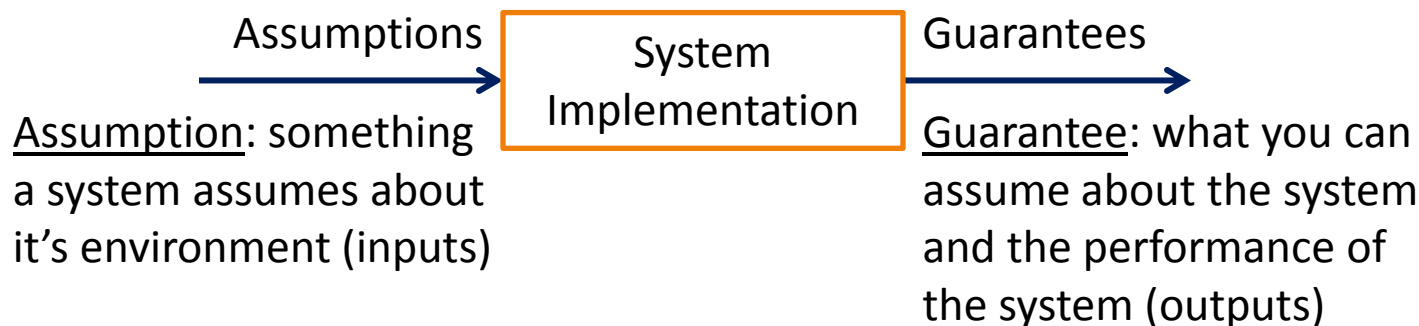 Assumptions
System
Implementation
Guarantees
Assumption: something
a system assumes about
it’s environment (inputs)
Guarantee: what you can
assume about the system
and the performance of
the system (outputs)